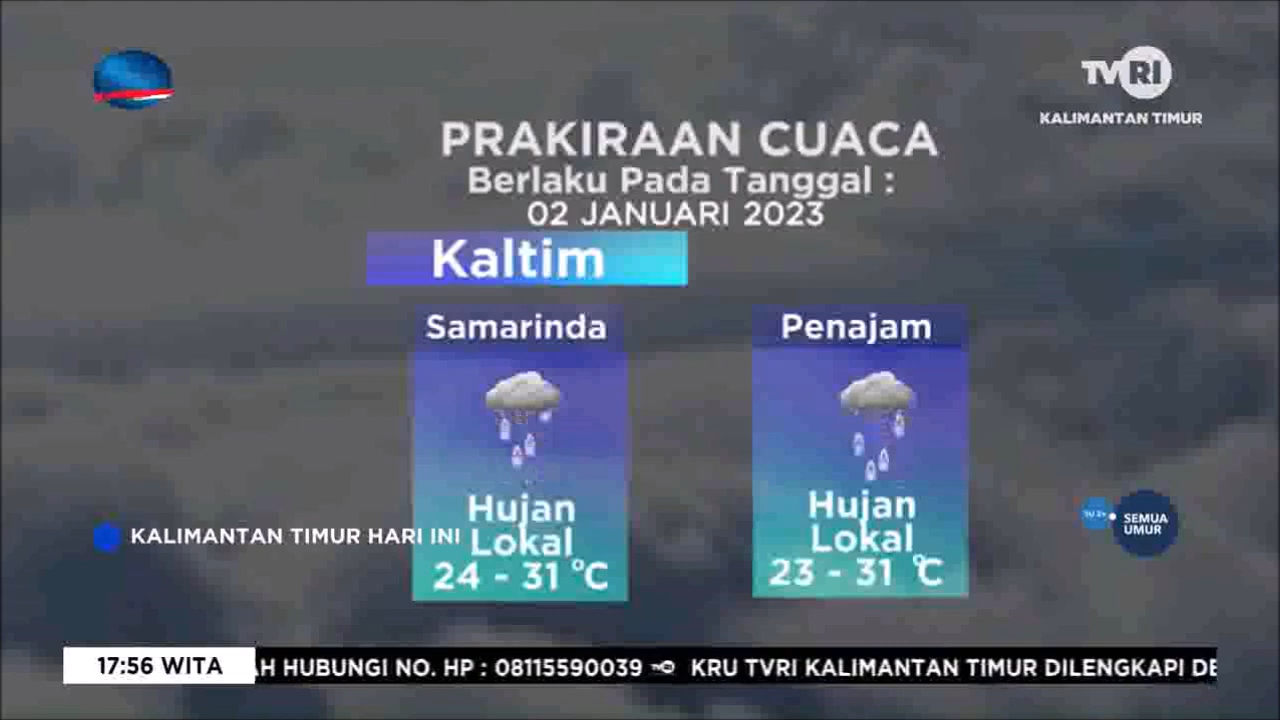 TVRI
KALIMANTAN TIMUR
PRAKIRAAN CUACA
Berlaku Pada Tanggal :
02 JANUARI 2023
Kaltim
Samarinda
Hujan
Lokal
24 - 31 °C
Penajam
Hujan
Lokal
23 - 31 °C
KALIMANTAN TIMUR HARI INI
SEMUA
UMUR
17:56 WITA
AH HUBUNGI NO. HP : 08115590039 TVRI KRU TVRI KALIMANTAN TIMUR DILENGKAPI DE